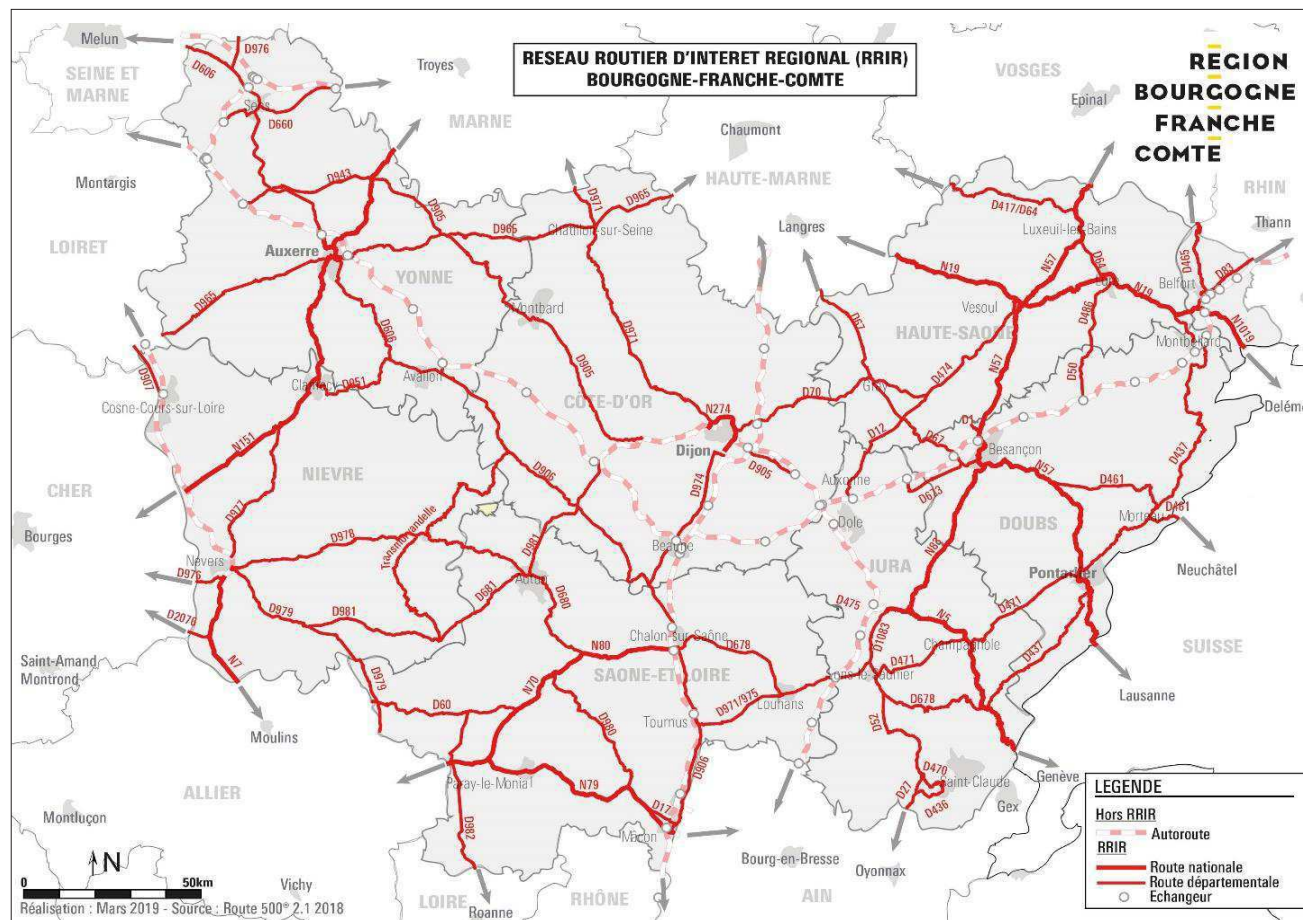 RESEAU ROUTIER D'INTERET REGIONAL (RRIR)
BOURGOGNE-FRANCHE-COMTE
REGION
BOURGOGNE
FRANCHE
COMTE
Melun
D976
D606
SEINE ET
MARNE
Troyes
VOSGES
Epinal
Sens
D660
MARNE
Chaumont
Montargis
D943
HAUTE-MARNE
RHIN
D971
D965
D417/D64
Thann
LOIRET
D905
D965
Châtillon-sur-Seine
Langres
Luxeuil-les-Bains
D465
D83
Auxerre
YONNE
N19
N57
D64
Belfort
D965
Montbard
Vesoul
Lure
N19
D606
D971
D67
HAUTE-SAONE
D486
N1019
Montbéliard
D907
Clamecy
D951
Avallon
D905
D474
N57
D50
Cosne-Cours-sur-Loire
COTE-D'OR
N274
D70
Gray
Delémont
N151
Dijon
D12
D67
D1
Besançon
D437
NIEVRE
D906
D974
D905
Auxonne
N57
D461
CHER
D977
D673
Bourges
Transmorvandelle
Dole
DOUBS
Morteau
D461
Nevers
D978
D981
Beaune
N83
D976
Autun
JURA
Pontarlier
Neuchâtel
D2076
D979
D981
D681
D680
D475
N5
D471
N7
Chalon-sur-Saône
D1083
Champagnole
SUISSE
Saint-Amand
Montrond
N80
D678
D471
D437
D979
SAONE-ET-LOIRE
Lons-le-Saunier
Lausanne
N70
D678
Moulins
D60
D971/975
Louhans
D52
D980
Tournus
D906
Genève
ALLIER
Paray-le-Monial
N79
D470
Saint-Claude
D27
Gex
D436
Montluçon
D982
D17
Mâcon
Bourg-en-Bresse
Oyonnax
Vichy
LOIRE
Roanne
RHÔNE
AIN
LEGENDE
Hors RRIR
Autoroute
RRIR
Route nationale
Route départementale
Echangeur
N
0
50km
Réalisation : Mars 2019 - Source : Route 500® 2.1 2018